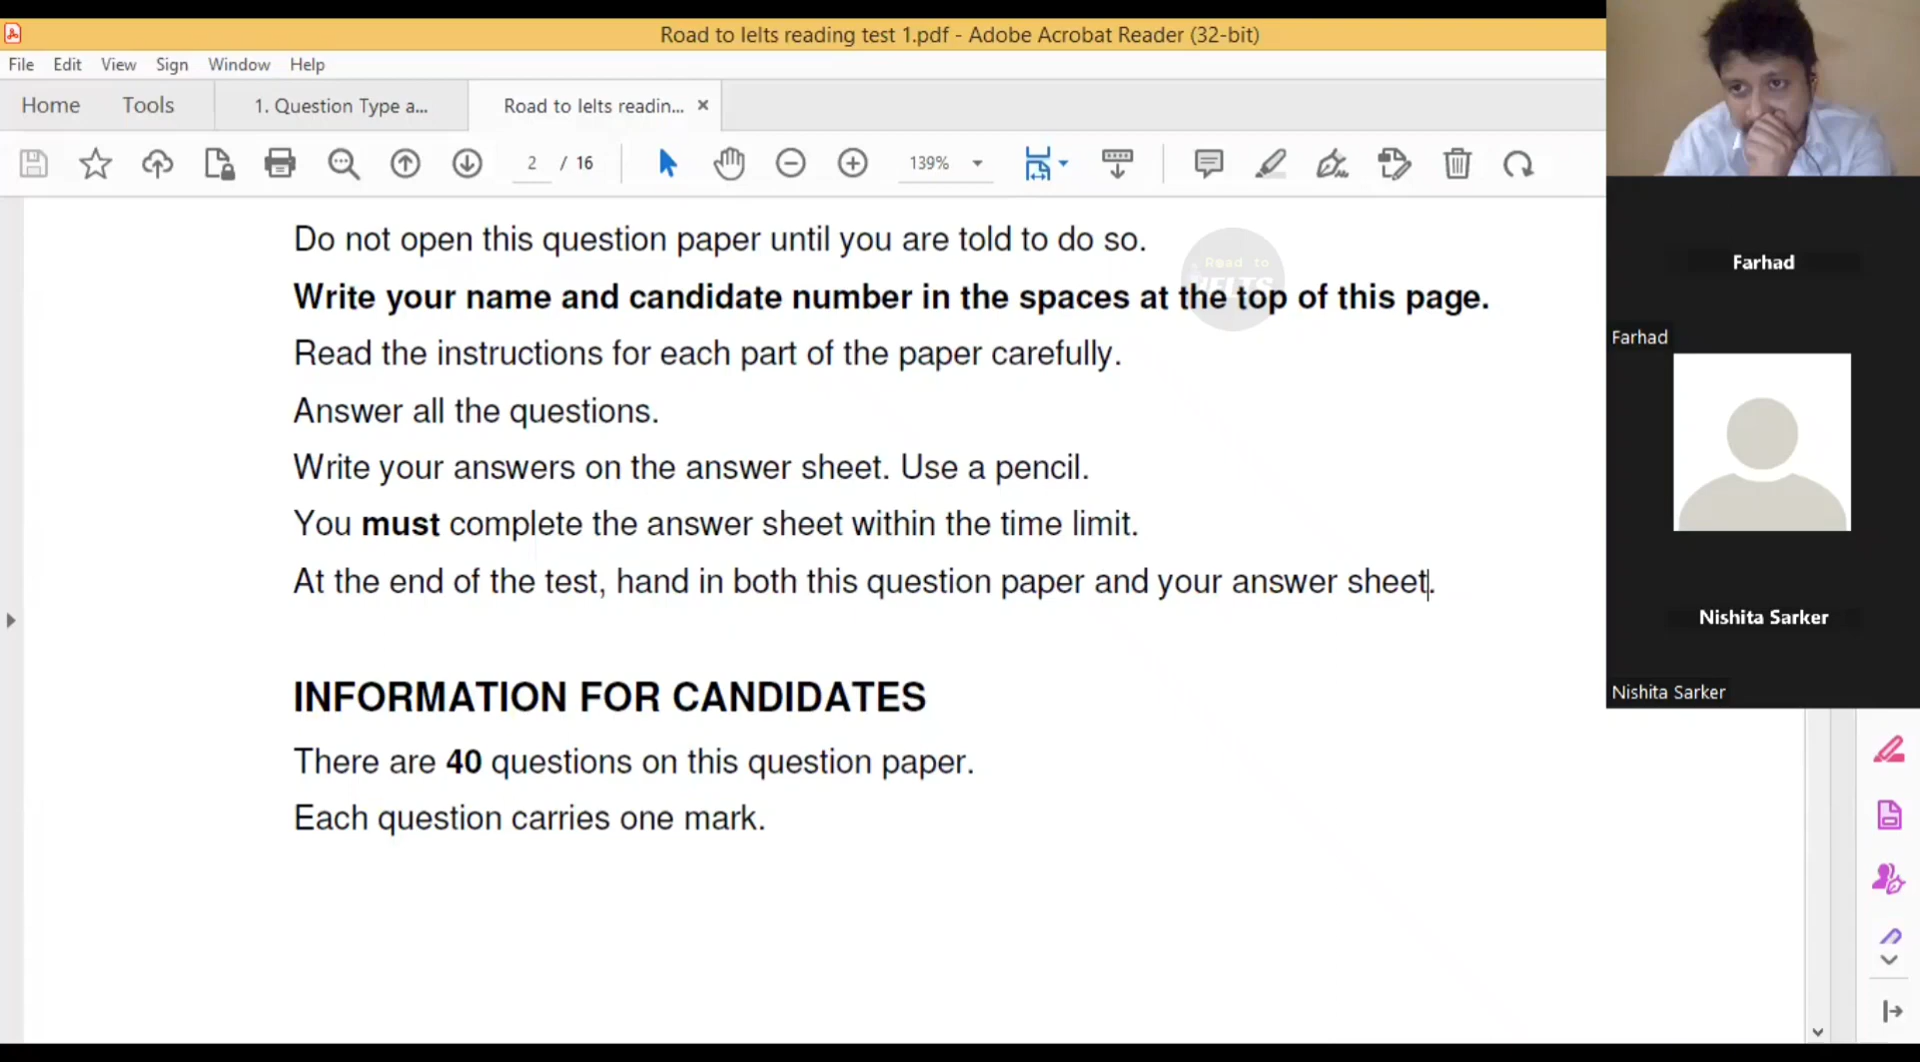 Road to Ielts reading test 1.pdf - Adobe Acrobat Reader (32-bit)
File Edit View Sign Window Help
Home Tools 1. Question Type a... Road to Ielts readin...
2 / 16 139%
Do not open this question paper until you are told to do so.
Road to
IELTS
Write your name and candidate number in the spaces at the top of this page.
Read the instructions for each part of the paper carefully.
Answer all the questions.
Write your answers on the answer sheet. Use a pencil.
You must complete the answer sheet within the time limit.
At the end of the test, hand in both this question paper and your answer sheet.
INFORMATION FOR CANDIDATES
There are 40 questions on this question paper.
Each question carries one mark.
Farhad
Farhad
Nishita Sarker
Nishita Sarker